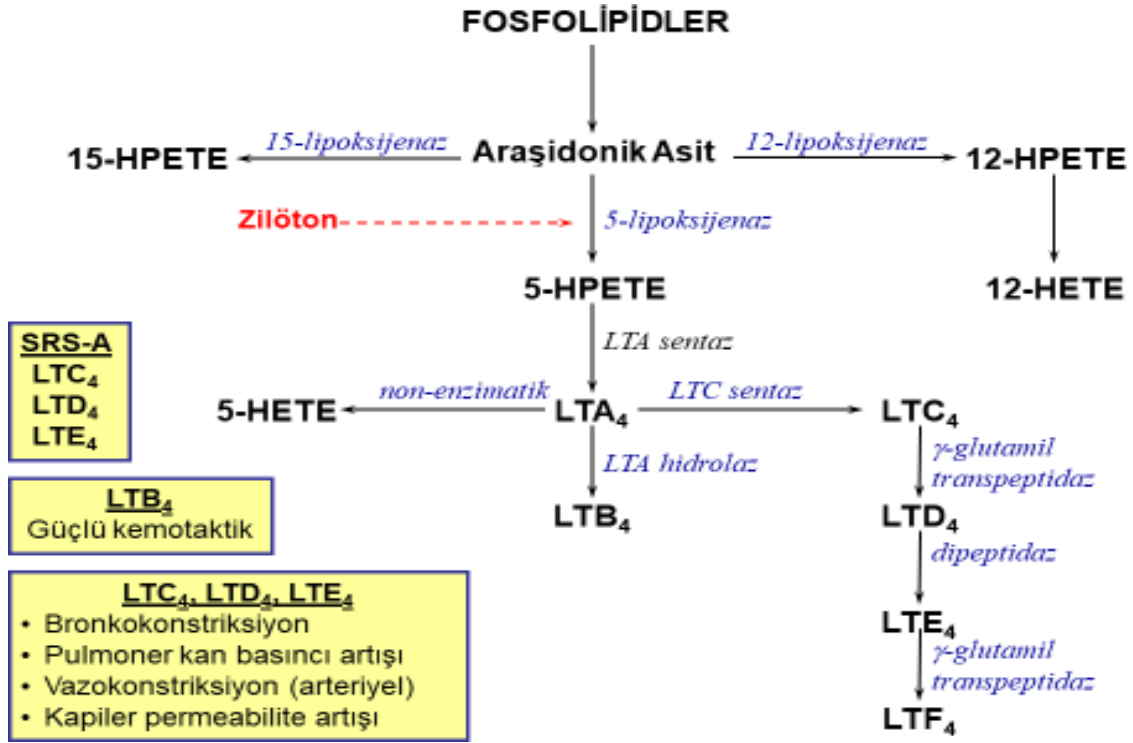 FOSFOLİPİDLER
15-HPETE
15-lipoksijenaz
Araşidonik Asit
12-lipoksijenaz
12-HPETE
Zilöton
5-lipoksijenaz
5-HPETE
12-HETE
LTA sentaz
SRS-A
LTC₄
LTD₄
LTE₄
5-HETE
non-enzimatik
LTA₄
LTC sentaz
LTC₄
LTA hidrolaz
γ-glutamil
transpeptidaz
LTB₄
Güçlü kemotaktik
LTB₄
LTD₄
dipeptidaz
LTC₄, LTD₄, LTE₄
• Bronkokonstriksiyon
• Pulmoner kan basıncı artışı
• Vazokonstriksiyon (arteriyel)
• Kapiler permeabilite artışı
LTE₄
γ-glutamil
transpeptidaz
LTF₄